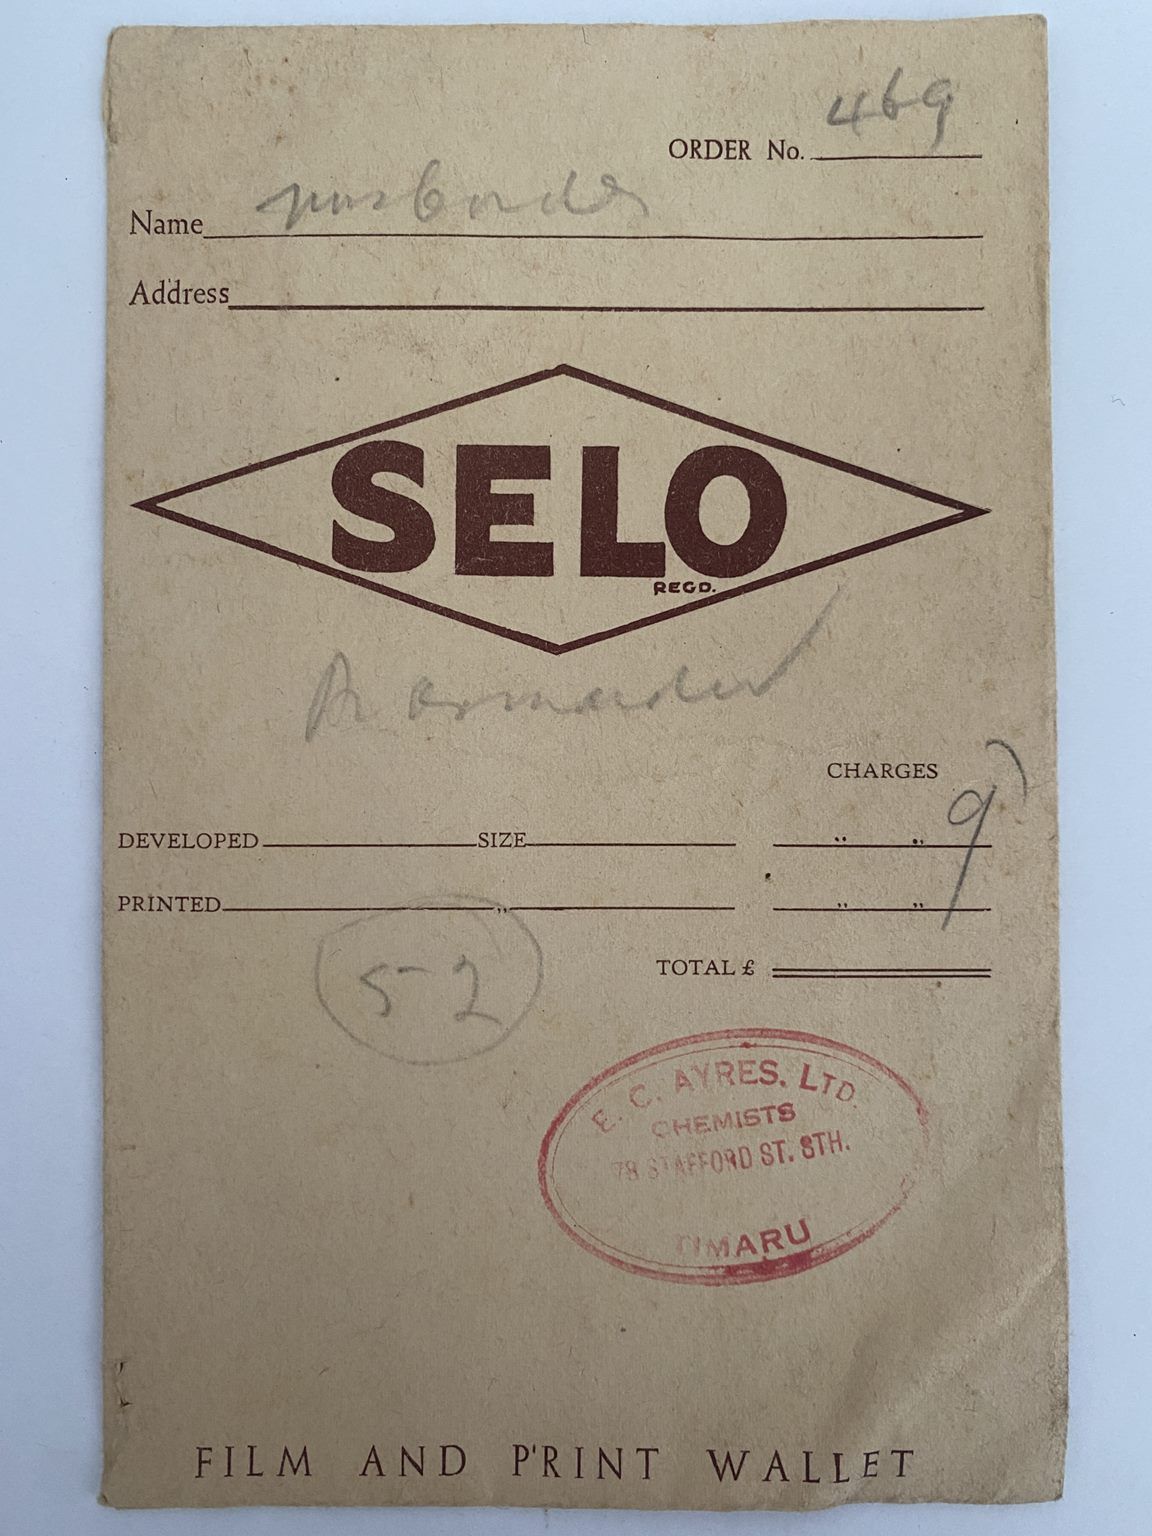 ORDER No. 469
Name
Address
SELO
REGD.
CHARGES
DEVELOPED SIZE " " 9
PRINTED " " "
52
TOTAL £
E. C. AYRES. LTD.
CHEMISTS
78 STAFFORD ST. STH.
TIMARU
FILM AND PRINT WALLET